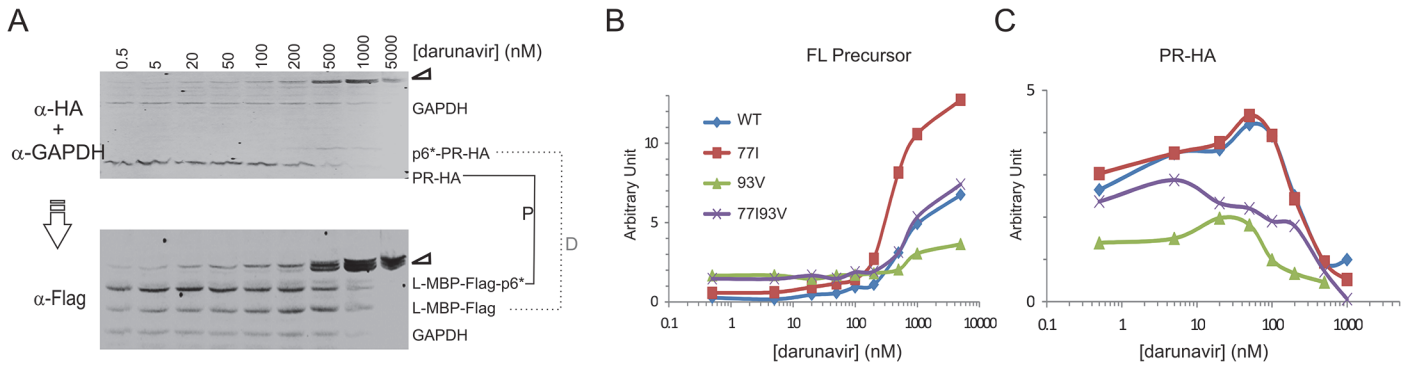 A
0.5 5 20 50 100 200 500 1000 5000 [darunavir] (nM)
α-HA
+
α-GAPDH
GAPDH
p6*-PR-HA
PR-HA
P
D
α-Flag
L-MBP-Flag-p6*
L-MBP-Flag
GAPDH
B
FL Precursor
Arbitrary Unit
10
5
0
WT
77I
93V
77I93V
0.1 1 10 100 1000 10000
[darunavir] (nM)
C
PR-HA
Arbitrary Unit
5
0
0.1 1 10 100 1000
[darunavir] (nM)